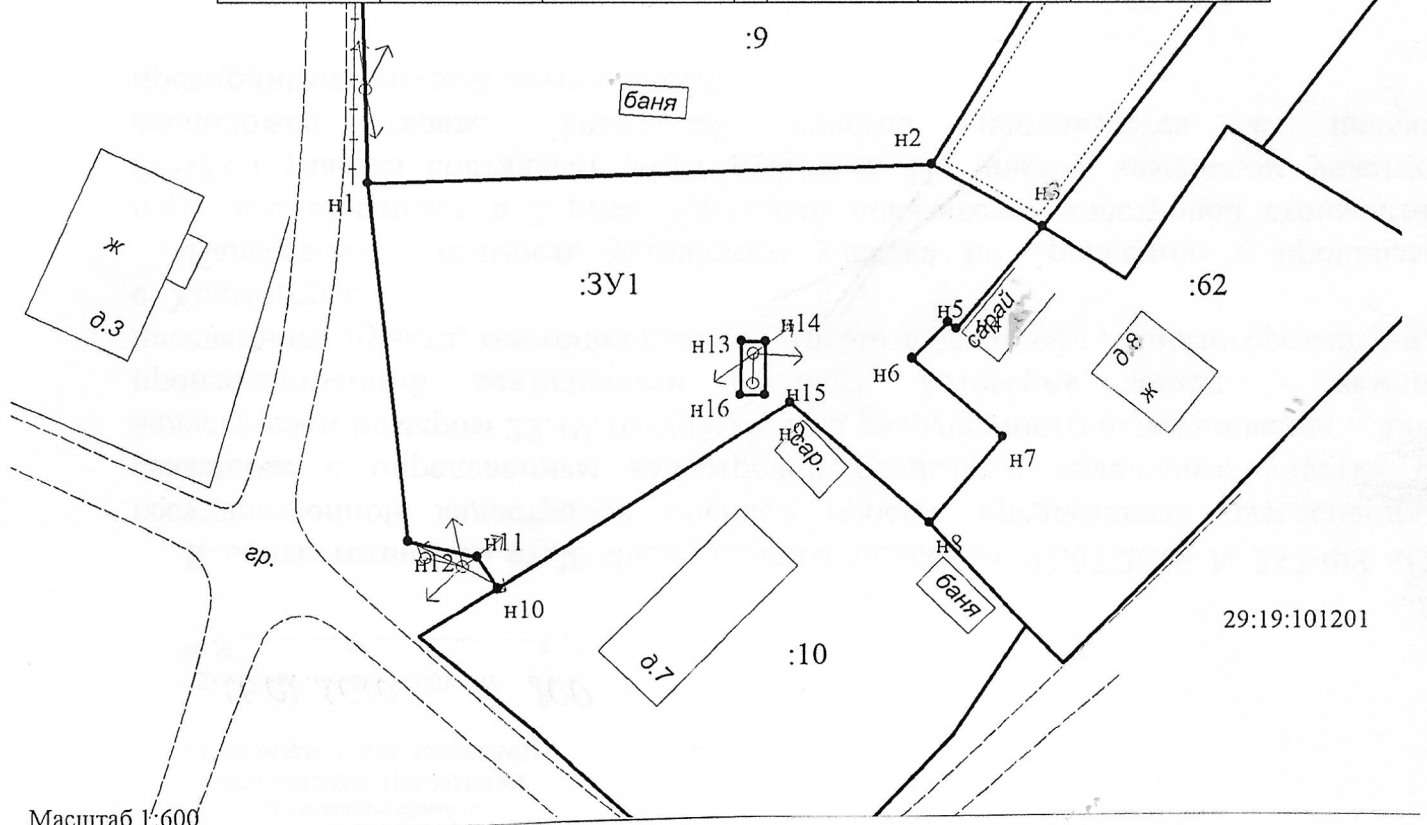 :9
баня
н2
н1
н3
ж
д.3
:ЗУ1
:62
н14
н5
сарай
н13
н6
д.8
ж
н16
н15
н9
гар.
н7
н8
гр.
н11
н12
н10
баня
29:19:101201
д.7
:10
Масштаб 1:600